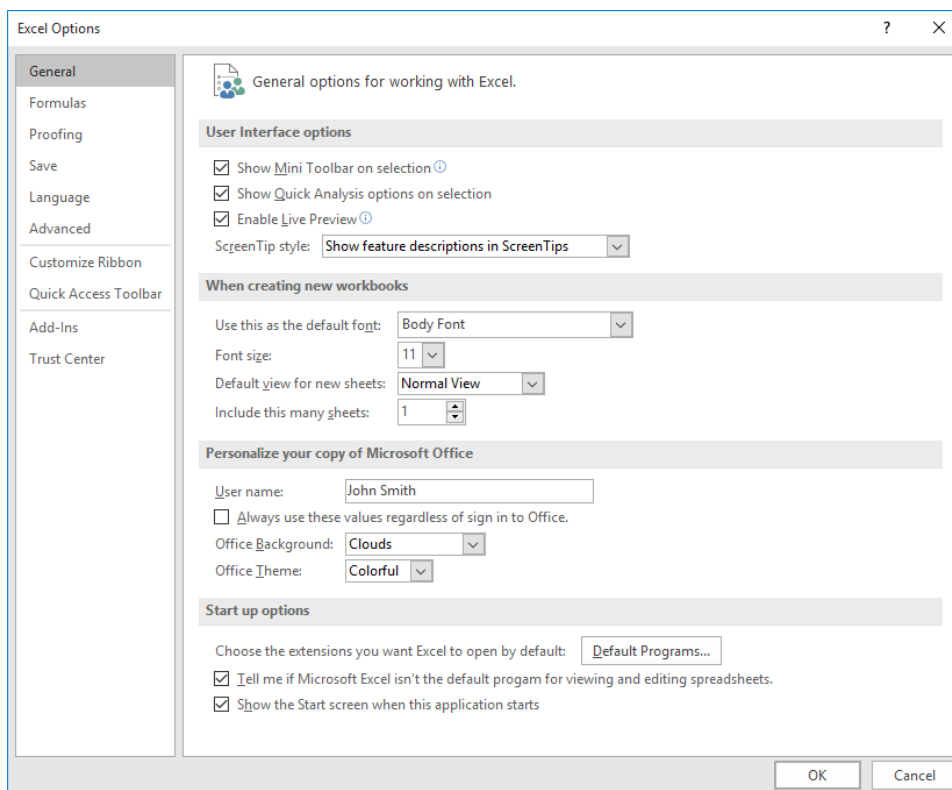 Excel Options
?
General
Formulas
Proofing
Save
Language
Advanced
Customize Ribbon
Quick Access Toolbar
Add-Ins
Trust Center
General options for working with Excel.
User Interface options
Show Mini Toolbar on selection
Show Quick Analysis options on selection
Enable Live Preview
ScreenTip style: Show feature descriptions in ScreenTips
When creating new workbooks
Use this as the default font: Body Font
Font size: 11
Default view for new sheets: Normal View
Include this many sheets: 1
Personalize your copy of Microsoft Office
User name: John Smith
Always use these values regardless of sign in to Office.
Office Background: Clouds
Office Theme: Colorful
Start up options
Choose the extensions you want Excel to open by default: Default Programs...
Tell me if Microsoft Excel isn't the default progam for viewing and editing spreadsheets.
Show the Start screen when this application starts
OK Cancel